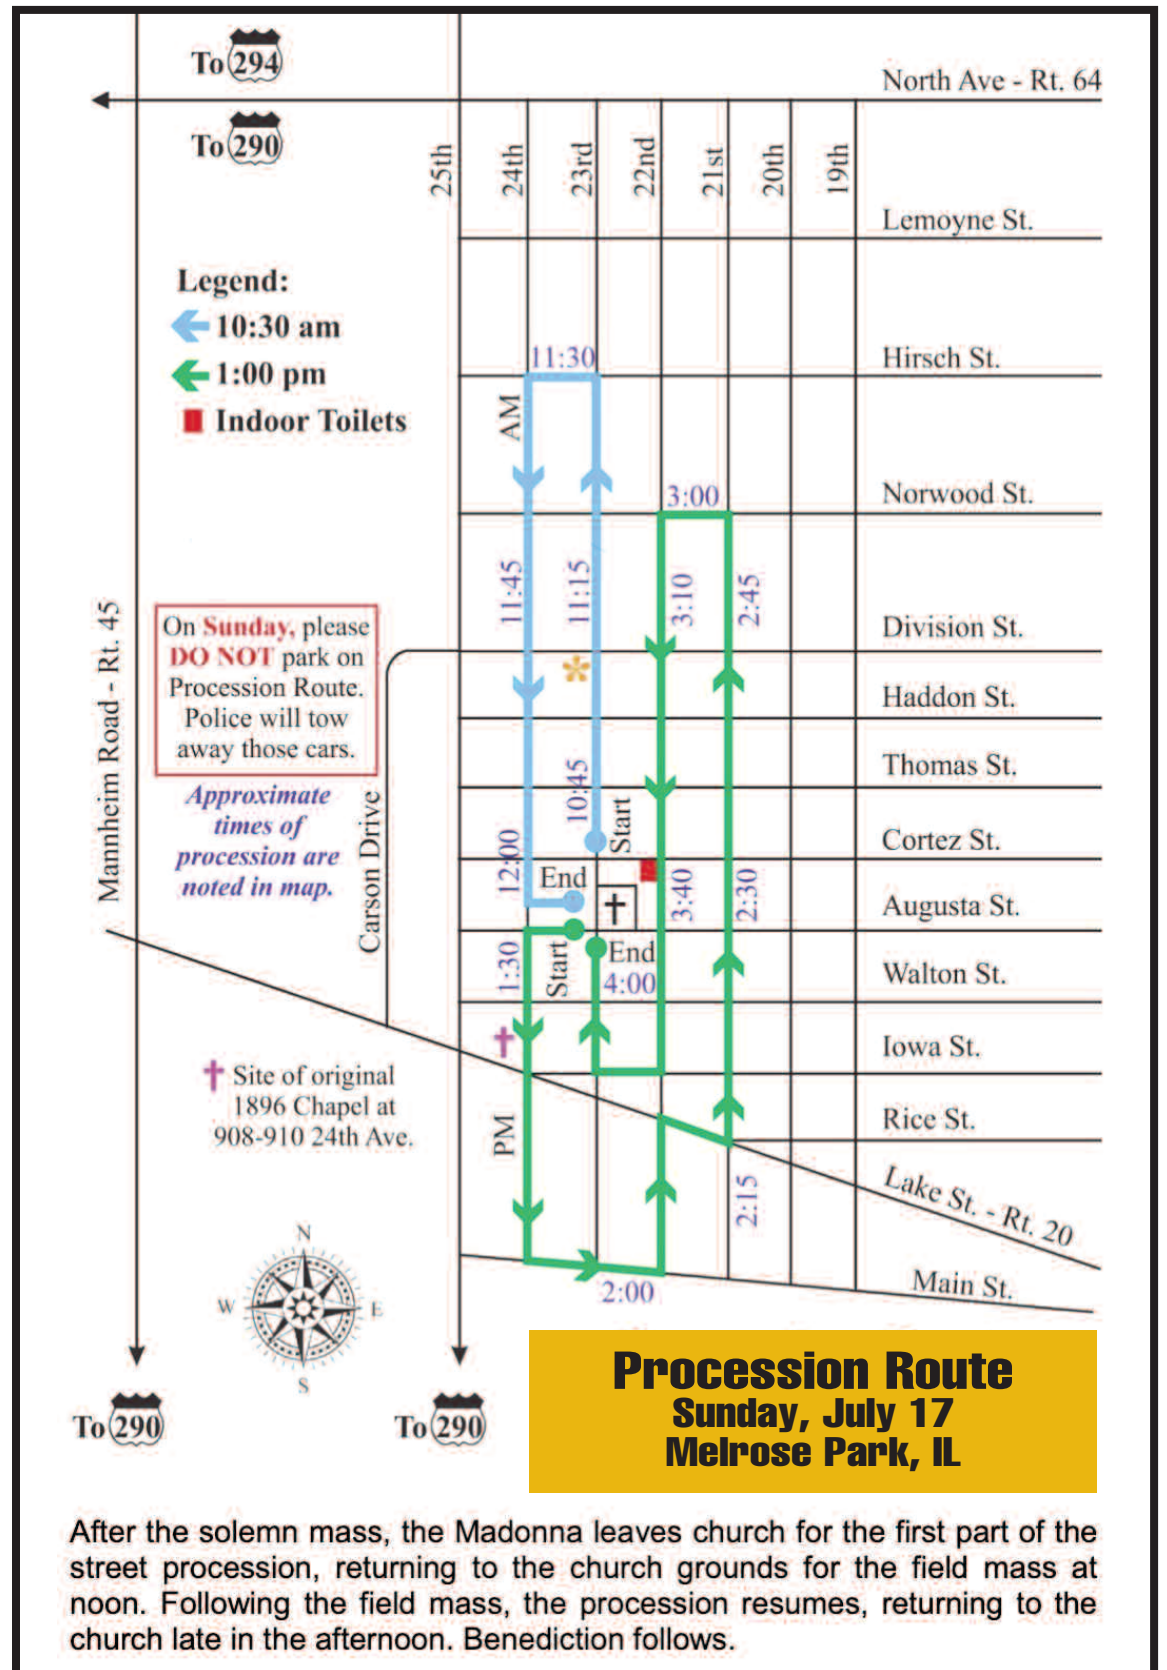 To 294
North Ave - Rt. 64
To 290
25th
24th
23rd
22nd
21st
20th
19th
Lemoyne St.
Legend:
10:30 am
1:00 pm
Indoor Toilets
11:30
Hirsch St.
AM
Norwood St.
3:00
11:45
11:15
3:10
2:45
Division St.
Mannheim Road - Rt. 45
On Sunday, please
DO NOT park on
Procession Route.
Police will tow
away those cars.
*
Haddon St.
Thomas St.
Approximate
times of
procession are
noted in map.
Carson Drive
10:45
Start
Cortez St.
12:00
End
3:40
2:30
Augusta St.
1:30
Start
End
4:00
Walton St.
Iowa St.
Site of original
1896 Chapel at
908-910 24th Ave.
PM
Rice St.
2:15
Lake St. - Rt. 20
Main St.
2:00
N
W
E
S
To 290
To 290
Procession Route
Sunday, July 17
Melrose Park, IL
After the solemn mass, the Madonna leaves church for the first part of the
street procession, returning to the church grounds for the field mass at
noon. Following the field mass, the procession resumes, returning to the
church late in the afternoon. Benediction follows.